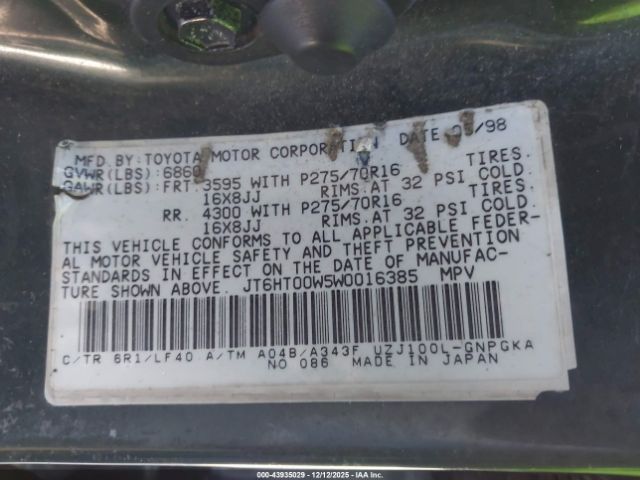 MFD. BY: TOYOTA MOTOR CORPORATION DATE /98
GVWR(LBS):6860
GAWR(LBS):FRT. 3595 WITH P275/70R16 TIRES.
16X8JJ RIMS.AT 32 PSI COLD.
RR. 4300 WITH P275/70R16 TIRES.
16X8JJ RIMS.AT 32 PSI COLD.
THIS VEHICLE CONFORMS TO ALL APPLICABLE FEDER-
AL MOTOR VEHICLE SAFETY AND THEFT PREVENTION
STANDARDS IN EFFECT ON THE DATE OF MANUFAC-
TURE SHOWN ABOVE. JT6HT00W5W0016385 MPV
C/TR 6R1/LF40 A/TM A04B/A343F UZJ100L-GNPGKA
NO 086 MADE IN JAPAN
000-43935029 - 12/12/2025 - IAA Inc.